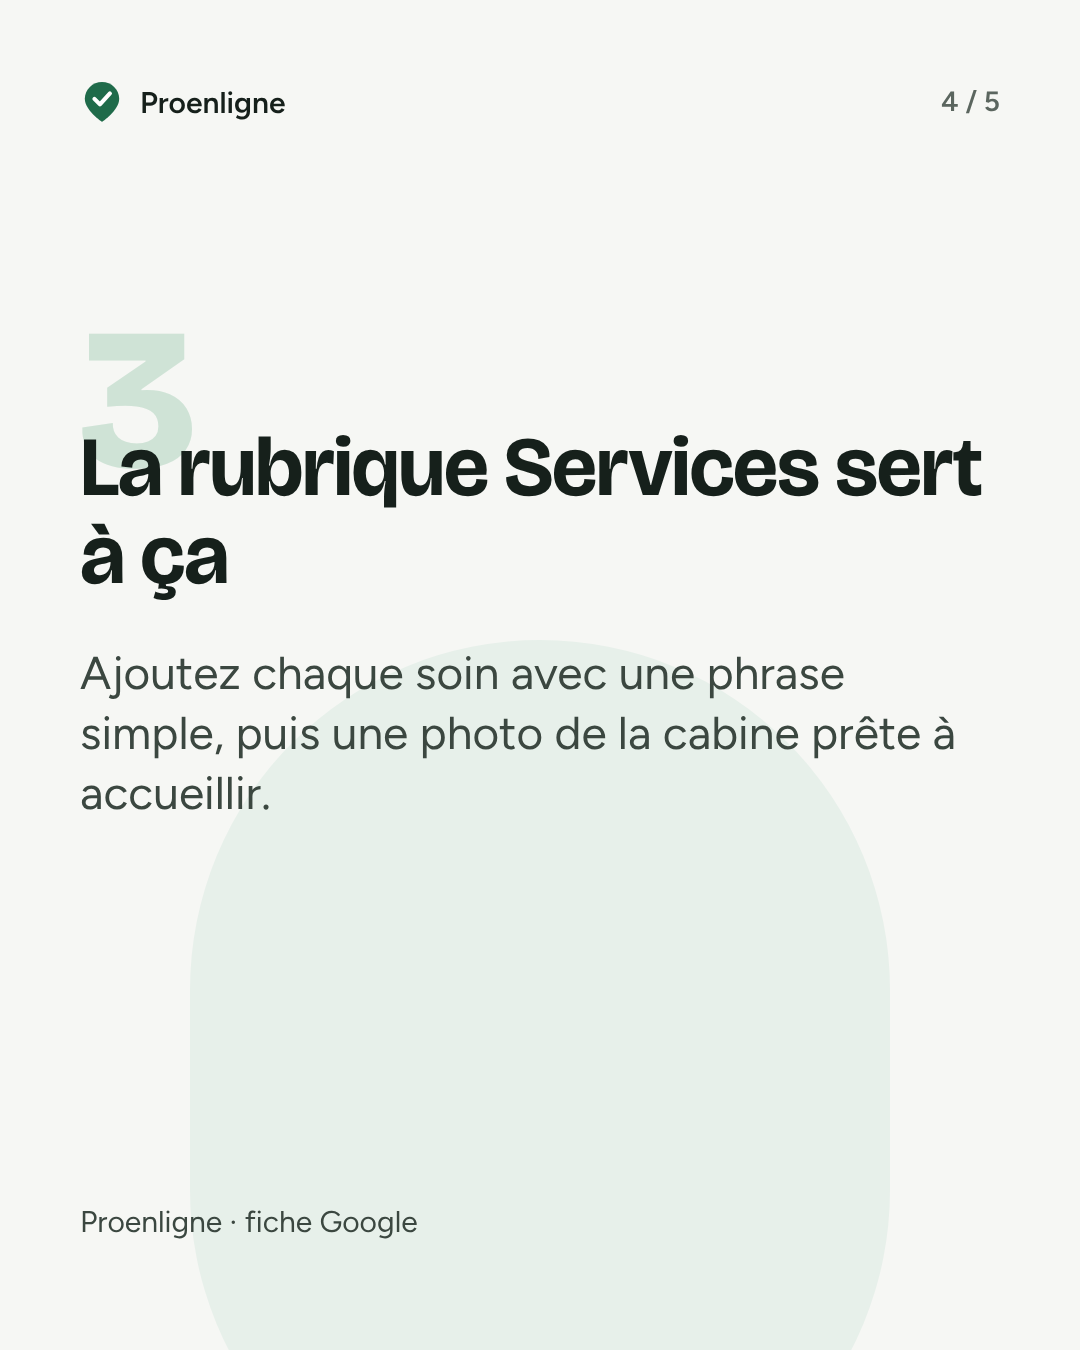 Proenligne
4 / 5
3
La rubrique Services sert
à ça
Ajoutez chaque soin avec une phrase
simple, puis une photo de la cabine prête à
accueillir.
Proenligne · fiche Google